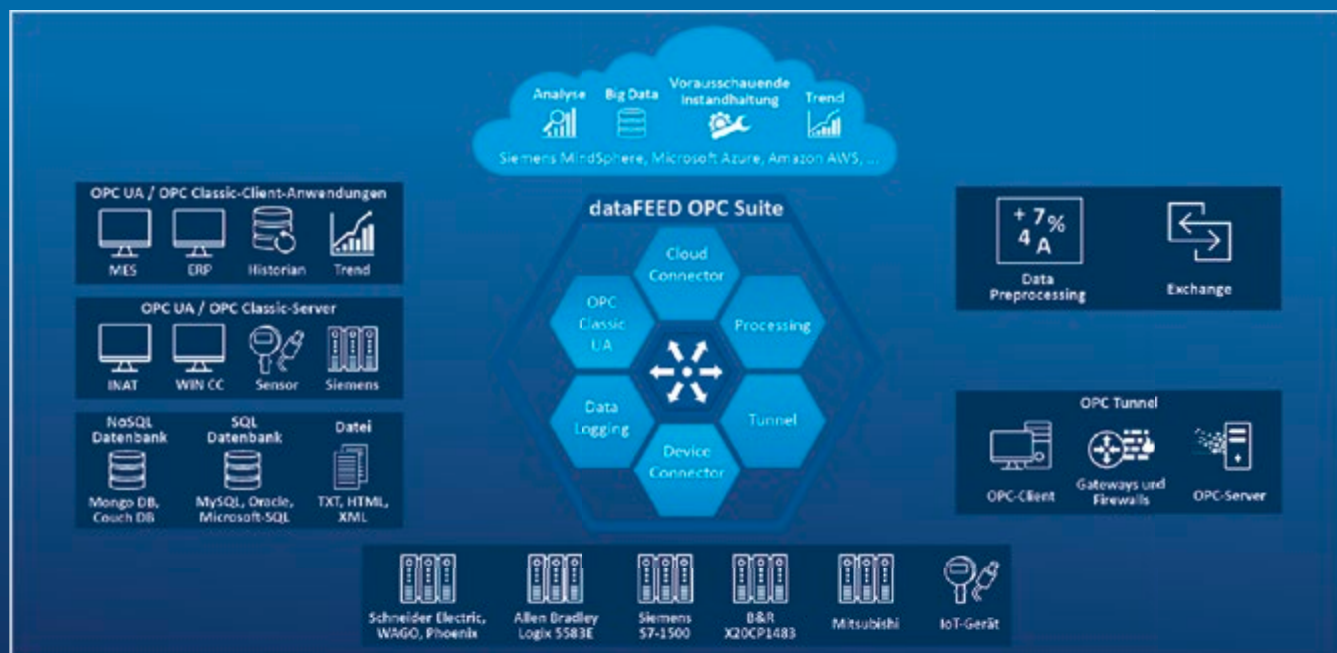 Analyse
Big Data
Vorausschauende
Instandhaltung
Trend
Siemens MindSphere, Microsoft Azure, Amazon AWS, ...
OPC UA / OPC Classic-Client-Anwendungen
MES
ERP
Historian
Trend
OPC UA / OPC Classic-Server
INAT
WIN CC
Sensor
Siemens
NoSQL
Datenbank
SQL
Datenbank
Datei
Mongo DB,
Couch DB
MySQL, Oracle,
Microsoft-SQL
TXT, HTML,
XML
dataFEED OPC Suite
Cloud
Connector
OPC
Classic
UA
Processing
Data
Logging
Tunnel
Device
Connector
+ 7%
4 A
Data
Preprocessing
Exchange
OPC Tunnel
OPC-Client
Gateways und
Firewalls
OPC-Server
Schneider Electric,
WAGO, Phoenix
Allen Bradley
Logix 5583E
Siemens
S7-1500
B&R
X20CP1483
Mitsubishi
IoT-Gerät